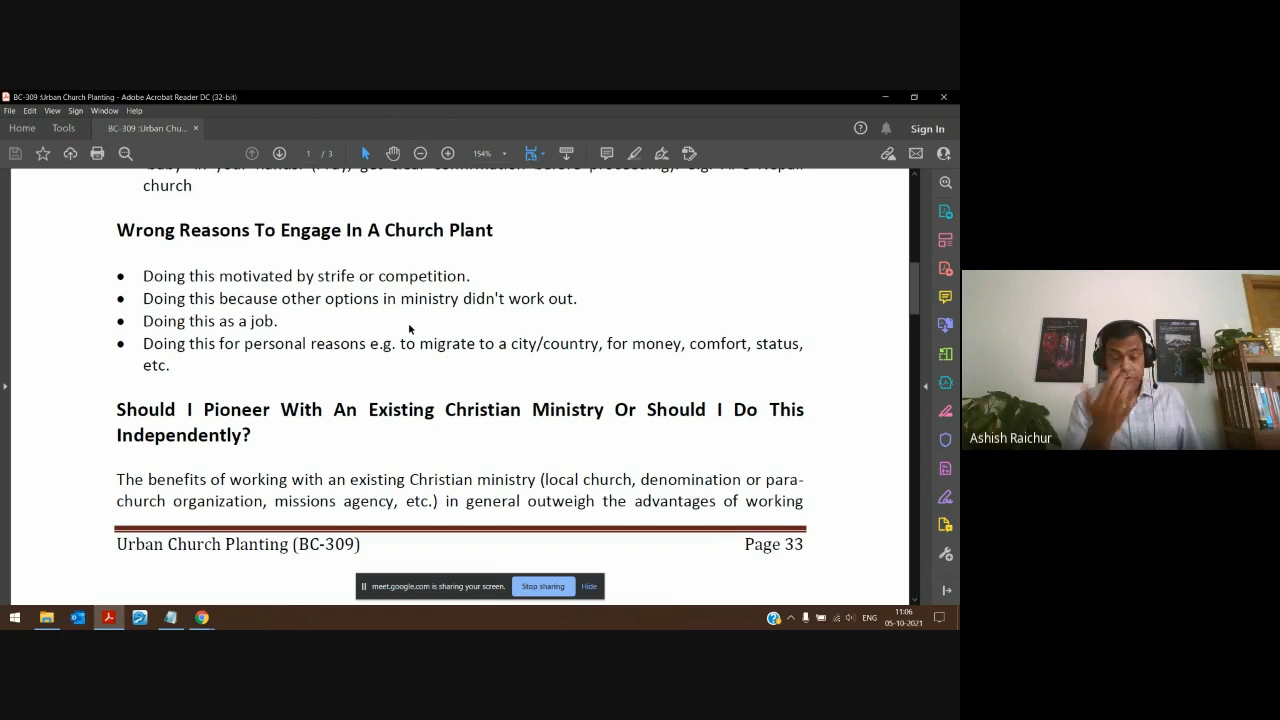 BC-309 :Urban Church Planting - Adobe Acrobat Reader DC (32-bit)
File Edit View Sign Window Help
Home Tools BC-309 :Urban Chu... × Sign In
1 / 3 154%
church
Wrong Reasons To Engage In A Church Plant
• Doing this motivated by strife or competition.
• Doing this because other options in ministry didn't work out.
• Doing this as a job.
• Doing this for personal reasons e.g. to migrate to a city/country, for money, comfort, status,
etc.
Should I Pioneer With An Existing Christian Ministry Or Should I Do This
Independently?
The benefits of working with an existing Christian ministry (local church, denomination or para-
church organization, missions agency, etc.) in general outweigh the advantages of working
Urban Church Planting (BC-309) Page 33
meet.google.com is sharing your screen. Stop sharing Hide
ENG 11:06
05-10-2021
Ashish Raichur